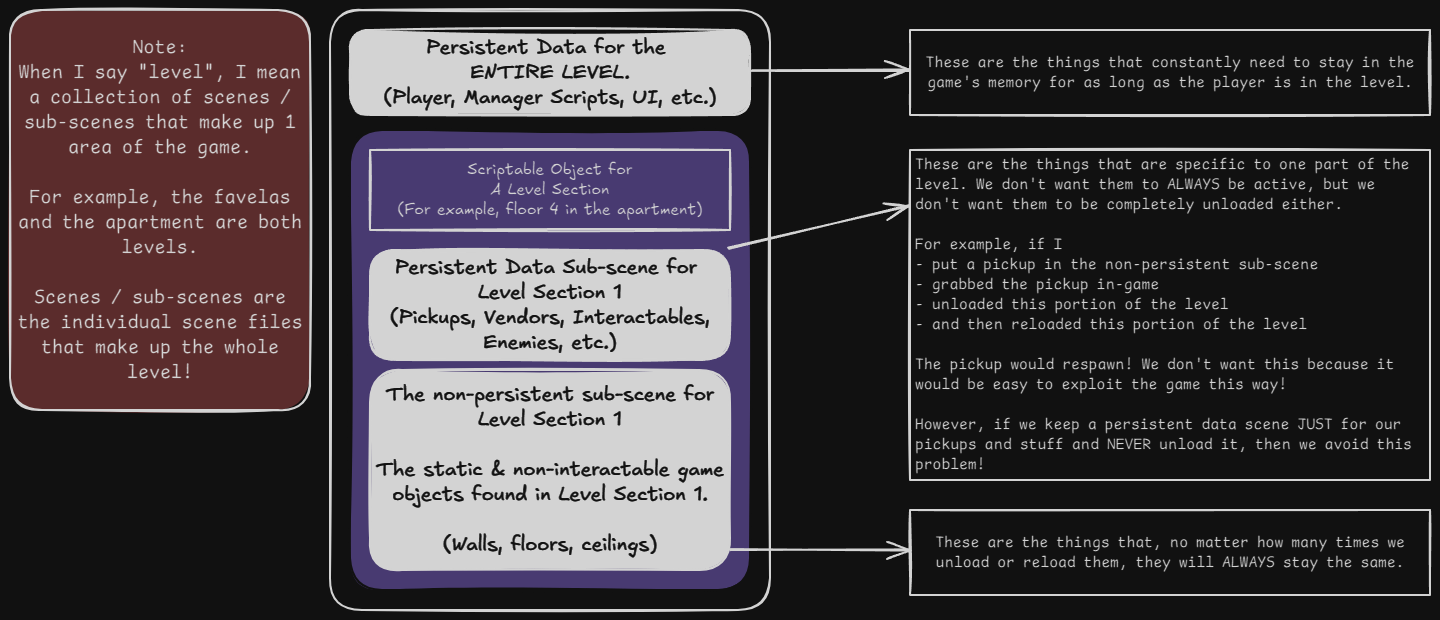 Note:
When I say "level", I mean
a collection of scenes /
sub-scenes that make up 1
area of the game.
For example, the favelas
and the apartment are both
levels.
Scenes / sub-scenes are
the individual scene files
that make up the whole
level!
Persistent Data for the
ENTIRE LEVEL.
(Player, Manager Scripts, UI, etc.)
Scriptable Object for
A Level Section
(For example, floor 4 in the apartment)
Persistent Data Sub-scene for
Level Section 1
(Pickups, Vendors, Interactables,
Enemies, etc.)
The non-persistent sub-scene for
Level Section 1
The static & non-interactable game
objects found in Level Section 1.
(Walls, floors, ceilings)
These are the things that constantly need to stay in the
game's memory for as long as the player is in the level.
These are the things that are specific to one part of the
level. We don't want them to ALWAYS be active, but we
don't want them to be completely unloaded either.
For example, if I
- put a pickup in the non-persistent sub-scene
- grabbed the pickup in-game
- unloaded this portion of the level
- and then reloaded this portion of the level
The pickup would respawn! We don't want this because it
would be easy to exploit the game this way!
However, if we keep a persistent data scene JUST for our
pickups and stuff and NEVER unload it, then we avoid this
problem!
These are the things that, no matter how many times we
unload or reload them, they will ALWAYS stay the same.